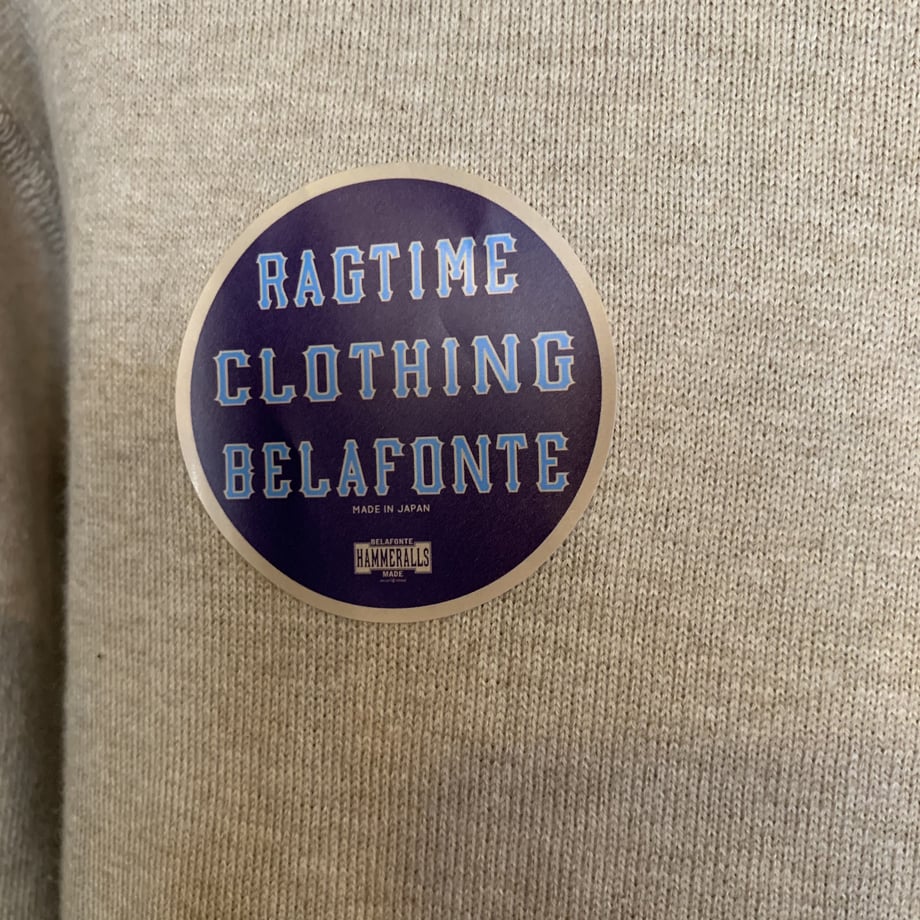 RAGTIME
CLOTHING
BELAFONTE
MADE IN JAPAN
BELAFONTE
HAMMERALLS
MADE